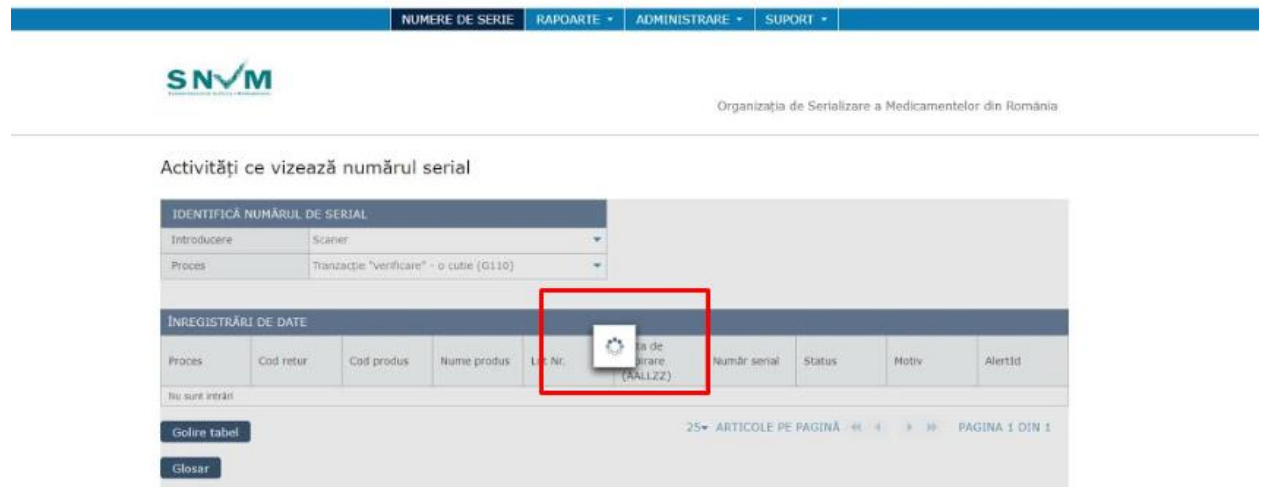 NUMERE DE SERIE RAPOARTE ADMINISTRARE SUPORT
SNVM
Organizația de Serializare a Medicamentelor din România
Activități ce vizează numărul serial
IDENTIFICĂ NUMĂRUL DE SERIAL
Introducere Scaner
Proces Tranzacție "verificare" - o cutie (G110)
ÎNREGISTRĂRI DE DATE
Proces Cod retur Cod produs Nume produs Lot Nr. (AALLZZ) Număr serial Status Motiv AlertId
Nu sunt intrări
Golire tabel 25 ARTICOLE PE PAGINĂ PAGINA 1 DIN 1
Glosar